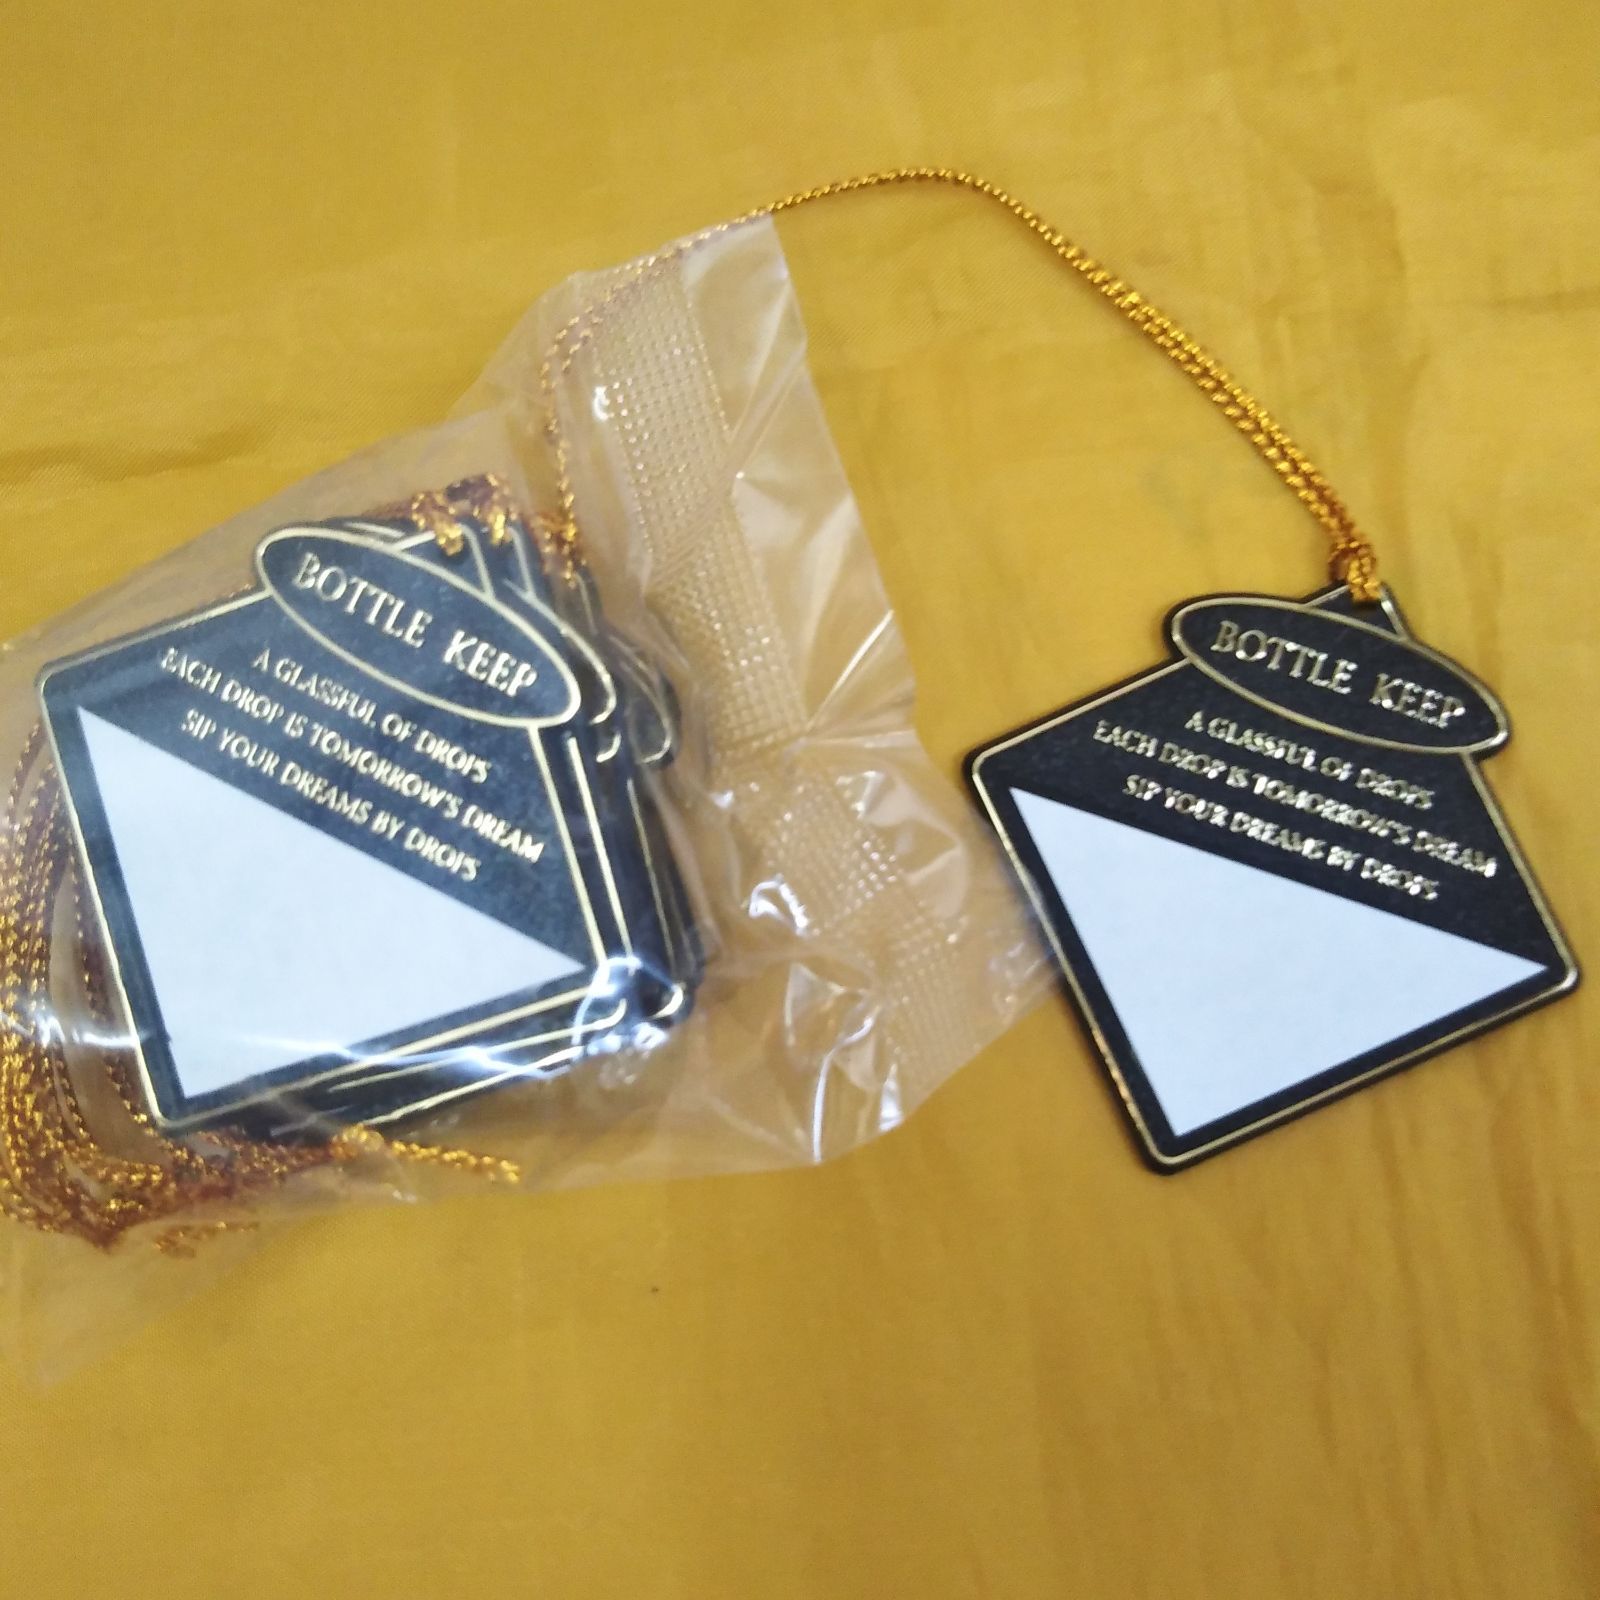 BOTTLE KEEP
A GLASSFUL OF DROPS
EACH DROP IS TOMORROW'S DREAM
SIP YOUR DREAMS BY DROPS
BOTTLE KEEP
A GLASSFUL OF DROPS
EACH DROP IS TOMORROW'S DREAM
SIP YOUR DREAMS BY DROPS